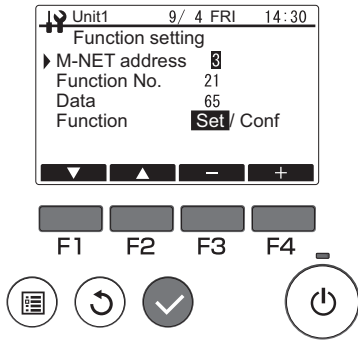 Unit1 9/ 4 FRI 14:30
Function setting
M-NET address 3
Function No. 21
Data 65
Function Set / Conf
− +
F1 F2 F3 F4